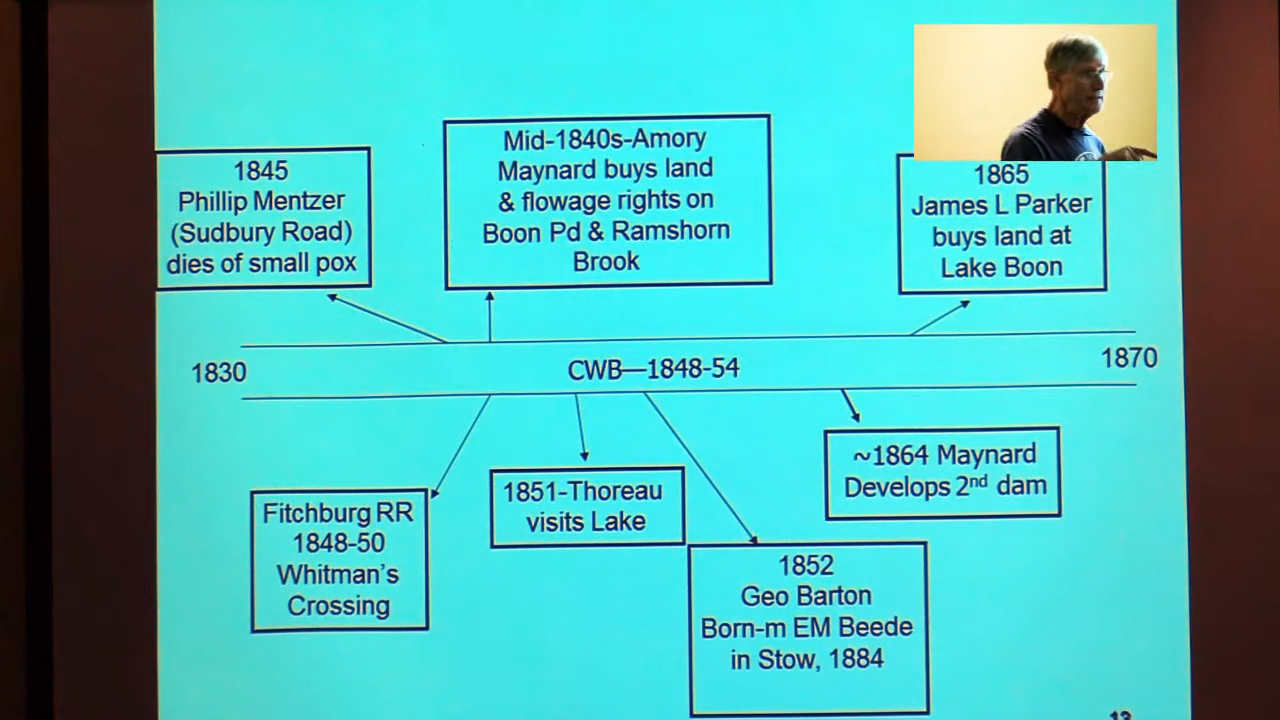 1845
Phillip Mentzer
(Sudbury Road)
dies of small pox
Mid-1840s-Amory
Maynard buys land
& flowage rights on
Boon Pd & Ramshorn
Brook
1865
James L Parker
buys land at
Lake Boon
1830
CWB—1848-54
1870
Fitchburg RR
1848-50
Whitman's
Crossing
1851-Thoreau
visits Lake
1852
Geo Barton
Born-m EM Beede
in Stow, 1884
~1864 Maynard
Develops 2nd dam
13